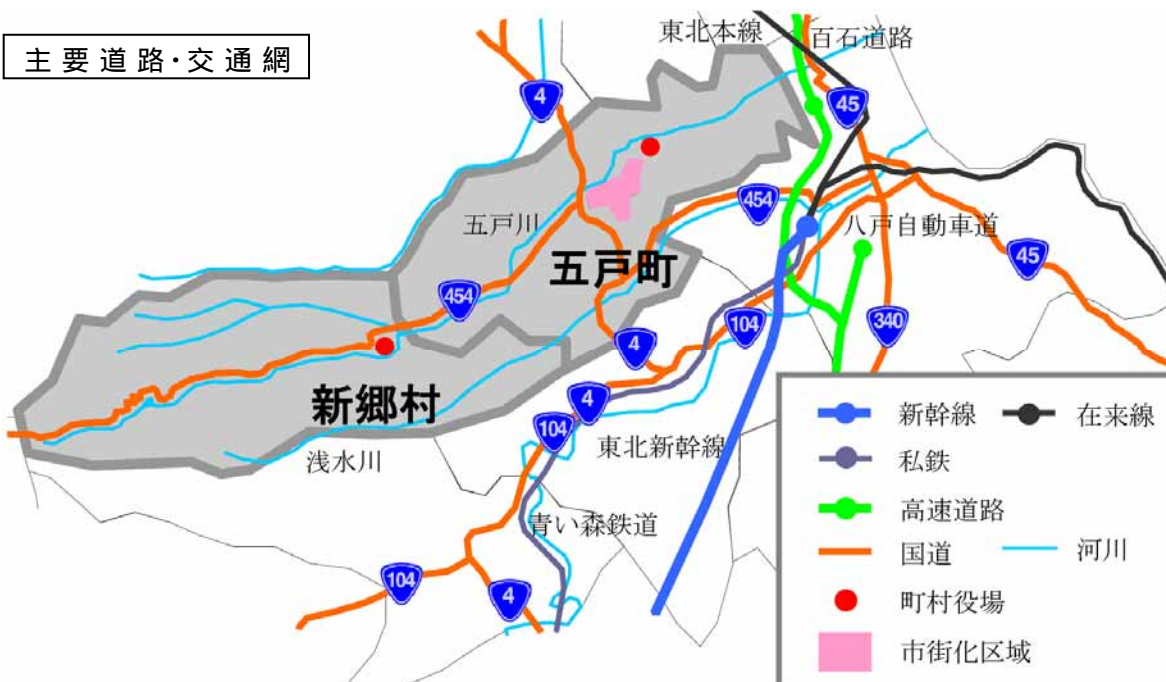 主要道路・交通網
東北本線
百石道路
4
45
454
五戸川
八戸自動車道
五戸町
45
454
104
340
4
新郷村
4
104
東北新幹線
浅水川
青い森鉄道
104
4
新幹線
在来線
私鉄
高速道路
国道
河川
町村役場
市街化区域